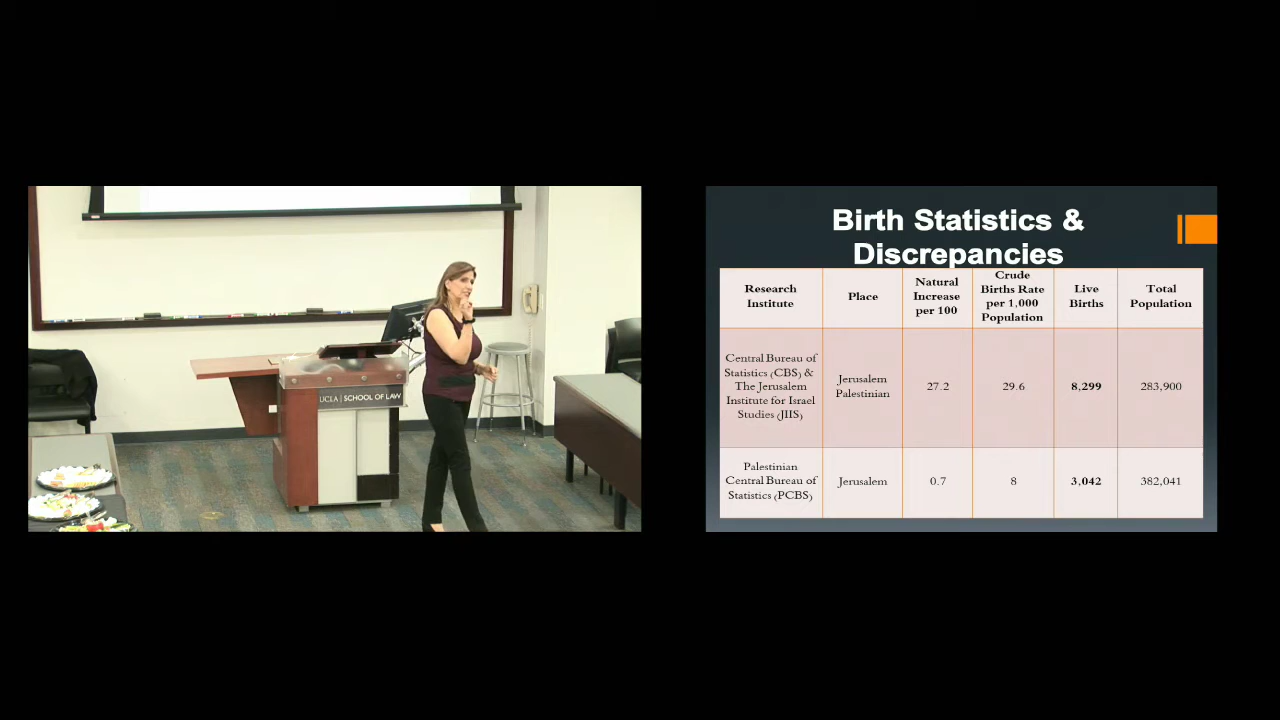 UCLA | SCHOOL OF LAW
Birth Statistics &
Discrepancies
Research
Institute
Place
Natural
Increase
per 100
Crude
Births Rate
per 1,000
Population
Live
Births
Total
Population
Central Bureau of
Statistics (CBS) &
The Jerusalem
Institute for Israel
Studies (JIIS)
Jerusalem
Palestinian
27.2
29.6
8,299
283,900
Palestinian
Central Bureau of
Statistics (PCBS)
Jerusalem
0.7
8
3,042
382,041